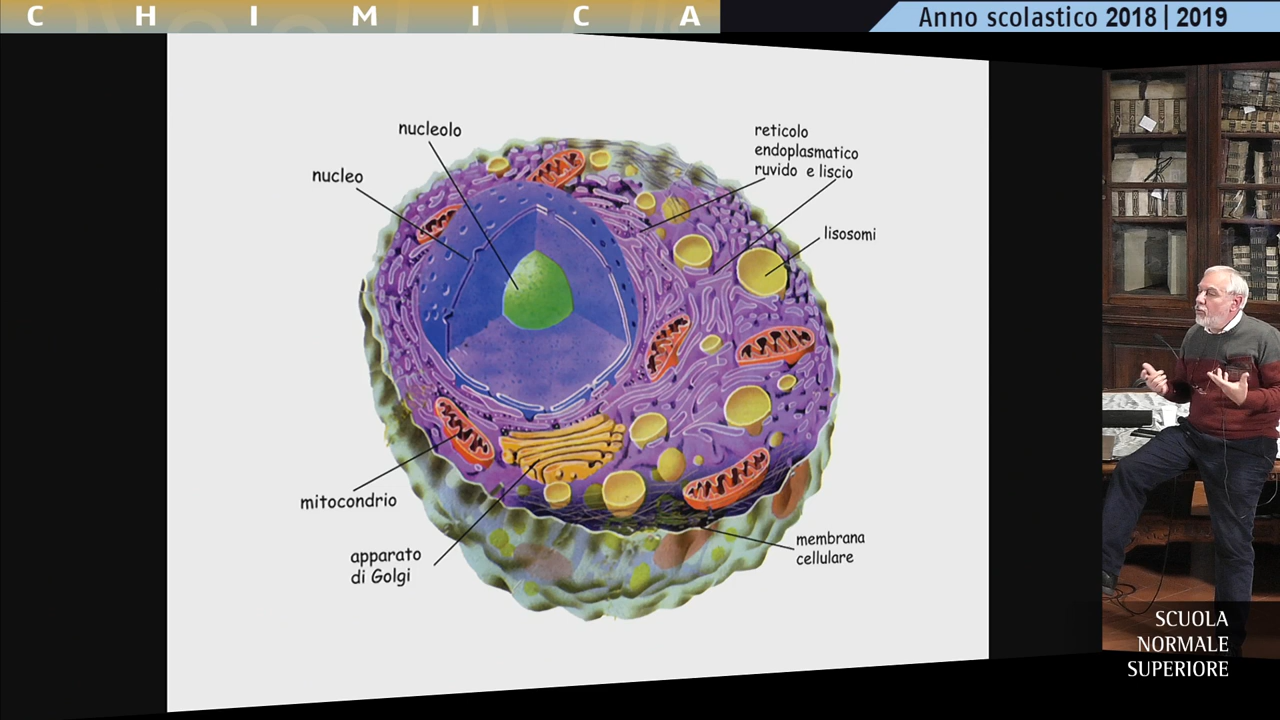 CHIMICA
Anno scolastico 2018 | 2019
nucleolo
nucleo
reticolo
endoplasmatico
ruvido e liscio
lisosomi
mitocondrio
apparato
di Golgi
membrana
cellulare
SCUOLA
NORMALE
SUPERIORE